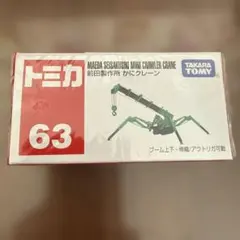 トミカ
MAEDA SEISAKUSHO MINI CRAWLER CRANE
前田製作所 かにクレーン
TAKARA
TOMY
63
ブーム上下・伸縮/アウトリガ可動